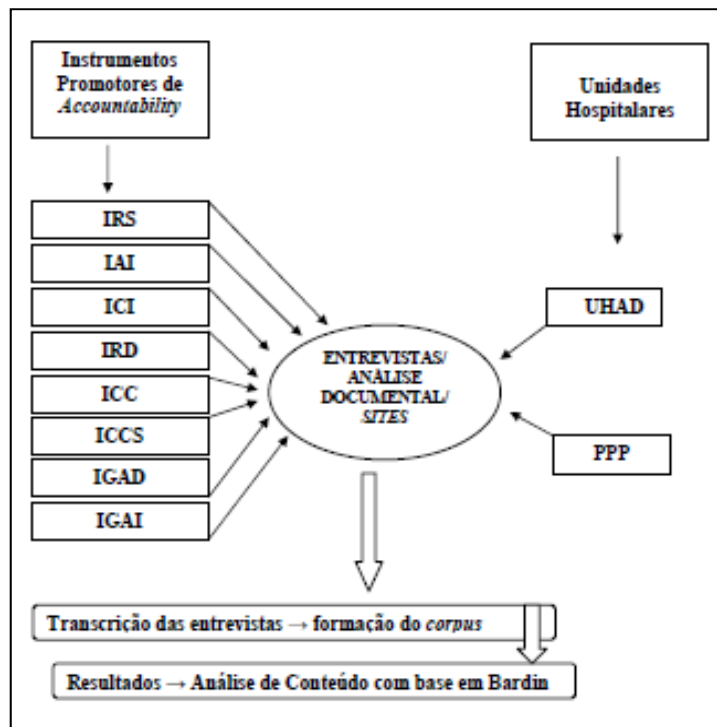 Instrumentos
Promotores de
Accountability
Unidades
Hospitalares
IRS
IAI
ICI
IRD
ICC
ICCS
IGAD
IGAI
ENTREVISTAS/
ANÀLISE
DOCUMENTAL/
SITES
UHAD
PPP
Transcrição das entrevistas → formação do corpus
Resultados → Análise de Conteúdo com base em Bardin